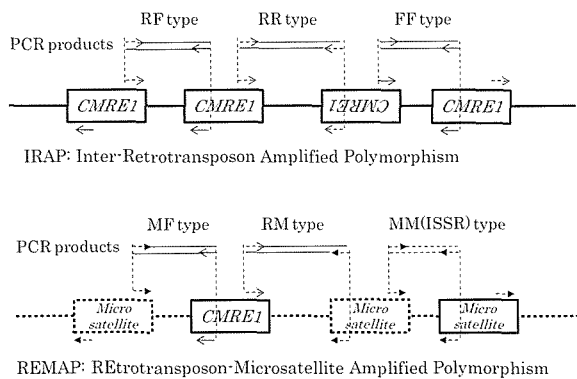 RF type RR type FF type
PCR products
CMRE1 CMRE1 CMRE1 CMRE1
IRAP: Inter-Retrotransposon Amplified Polymorphism
MF type RM type MM(ISSR) type
PCR products
Micro satellite CMRE1 Micro satellite Micro satellite
REMAP: REtrotransposon-Microsatellite Amplified Polymorphism